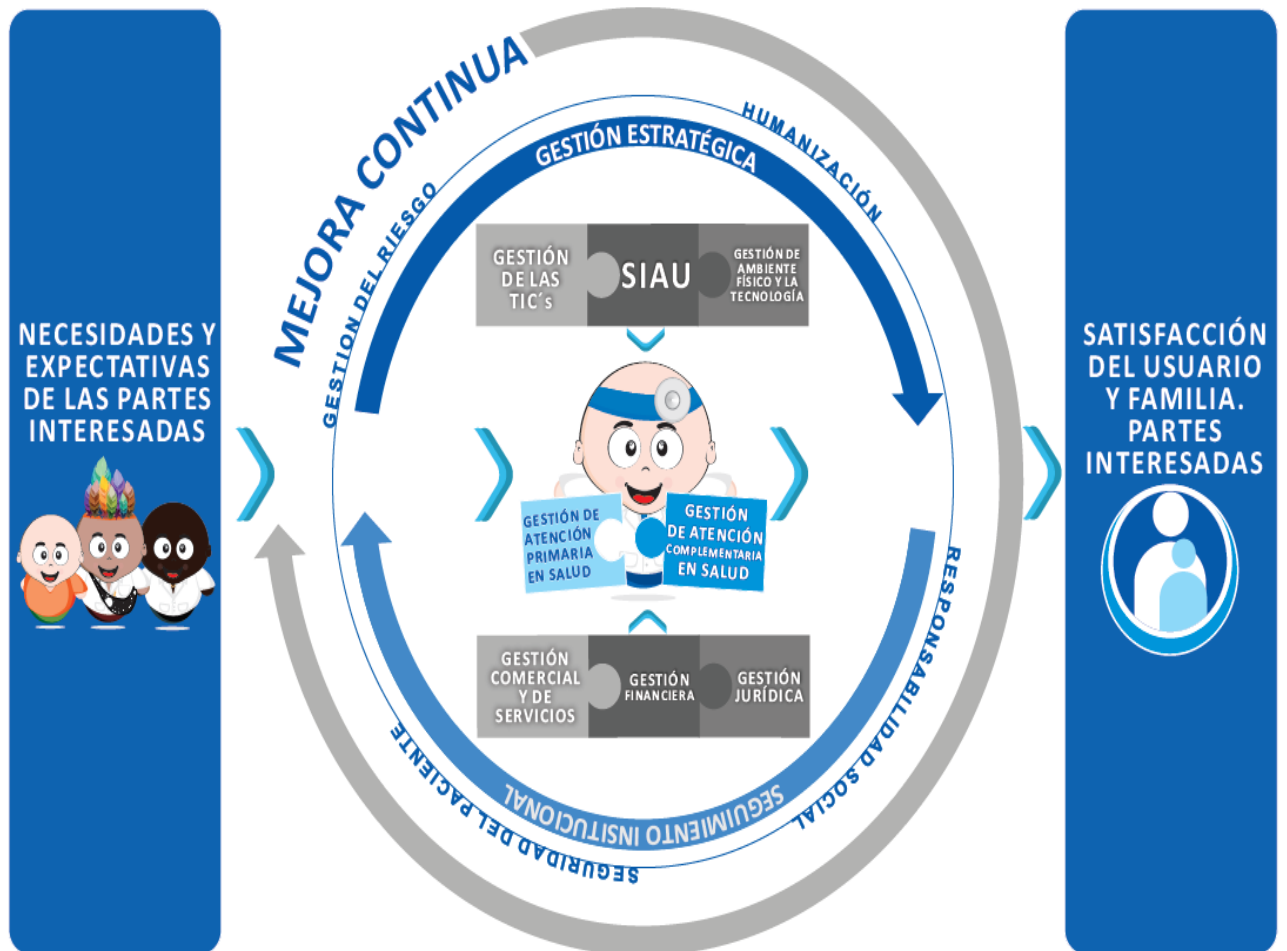 NECESIDADES Y
EXPECTATIVAS
DE LAS PARTES
INTERESADAS
MEJORA CONTINUA
GESTION DEL RIESGO
HUMANIZACIÓN
GESTIÓN ESTRATÉGICA
GESTIÓN
DE LAS
TIC´s
SIAU
GESTIÓN DE
AMBIENTE
FÍSICO Y LA
TECNOLOGÍA
GESTIÓN DE
ATENCIÓN
PRIMARIA
EN SALUD
GESTIÓN
DE ATENCIÓN
COMPLEMENTARIA
EN SALUD
GESTIÓN
COMERCIAL
Y DE
SERVICIOS
GESTIÓN
FINANCIERA
GESTIÓN
JURÍDICA
SEGUIMIENTO INSITUCIONAL
SEGURIDAD DEL PACIENTE
RESPONSABILIDAD SOCIAL
SATISFACCIÓN
DEL USUARIO
Y FAMILIA.
PARTES
INTERESADAS